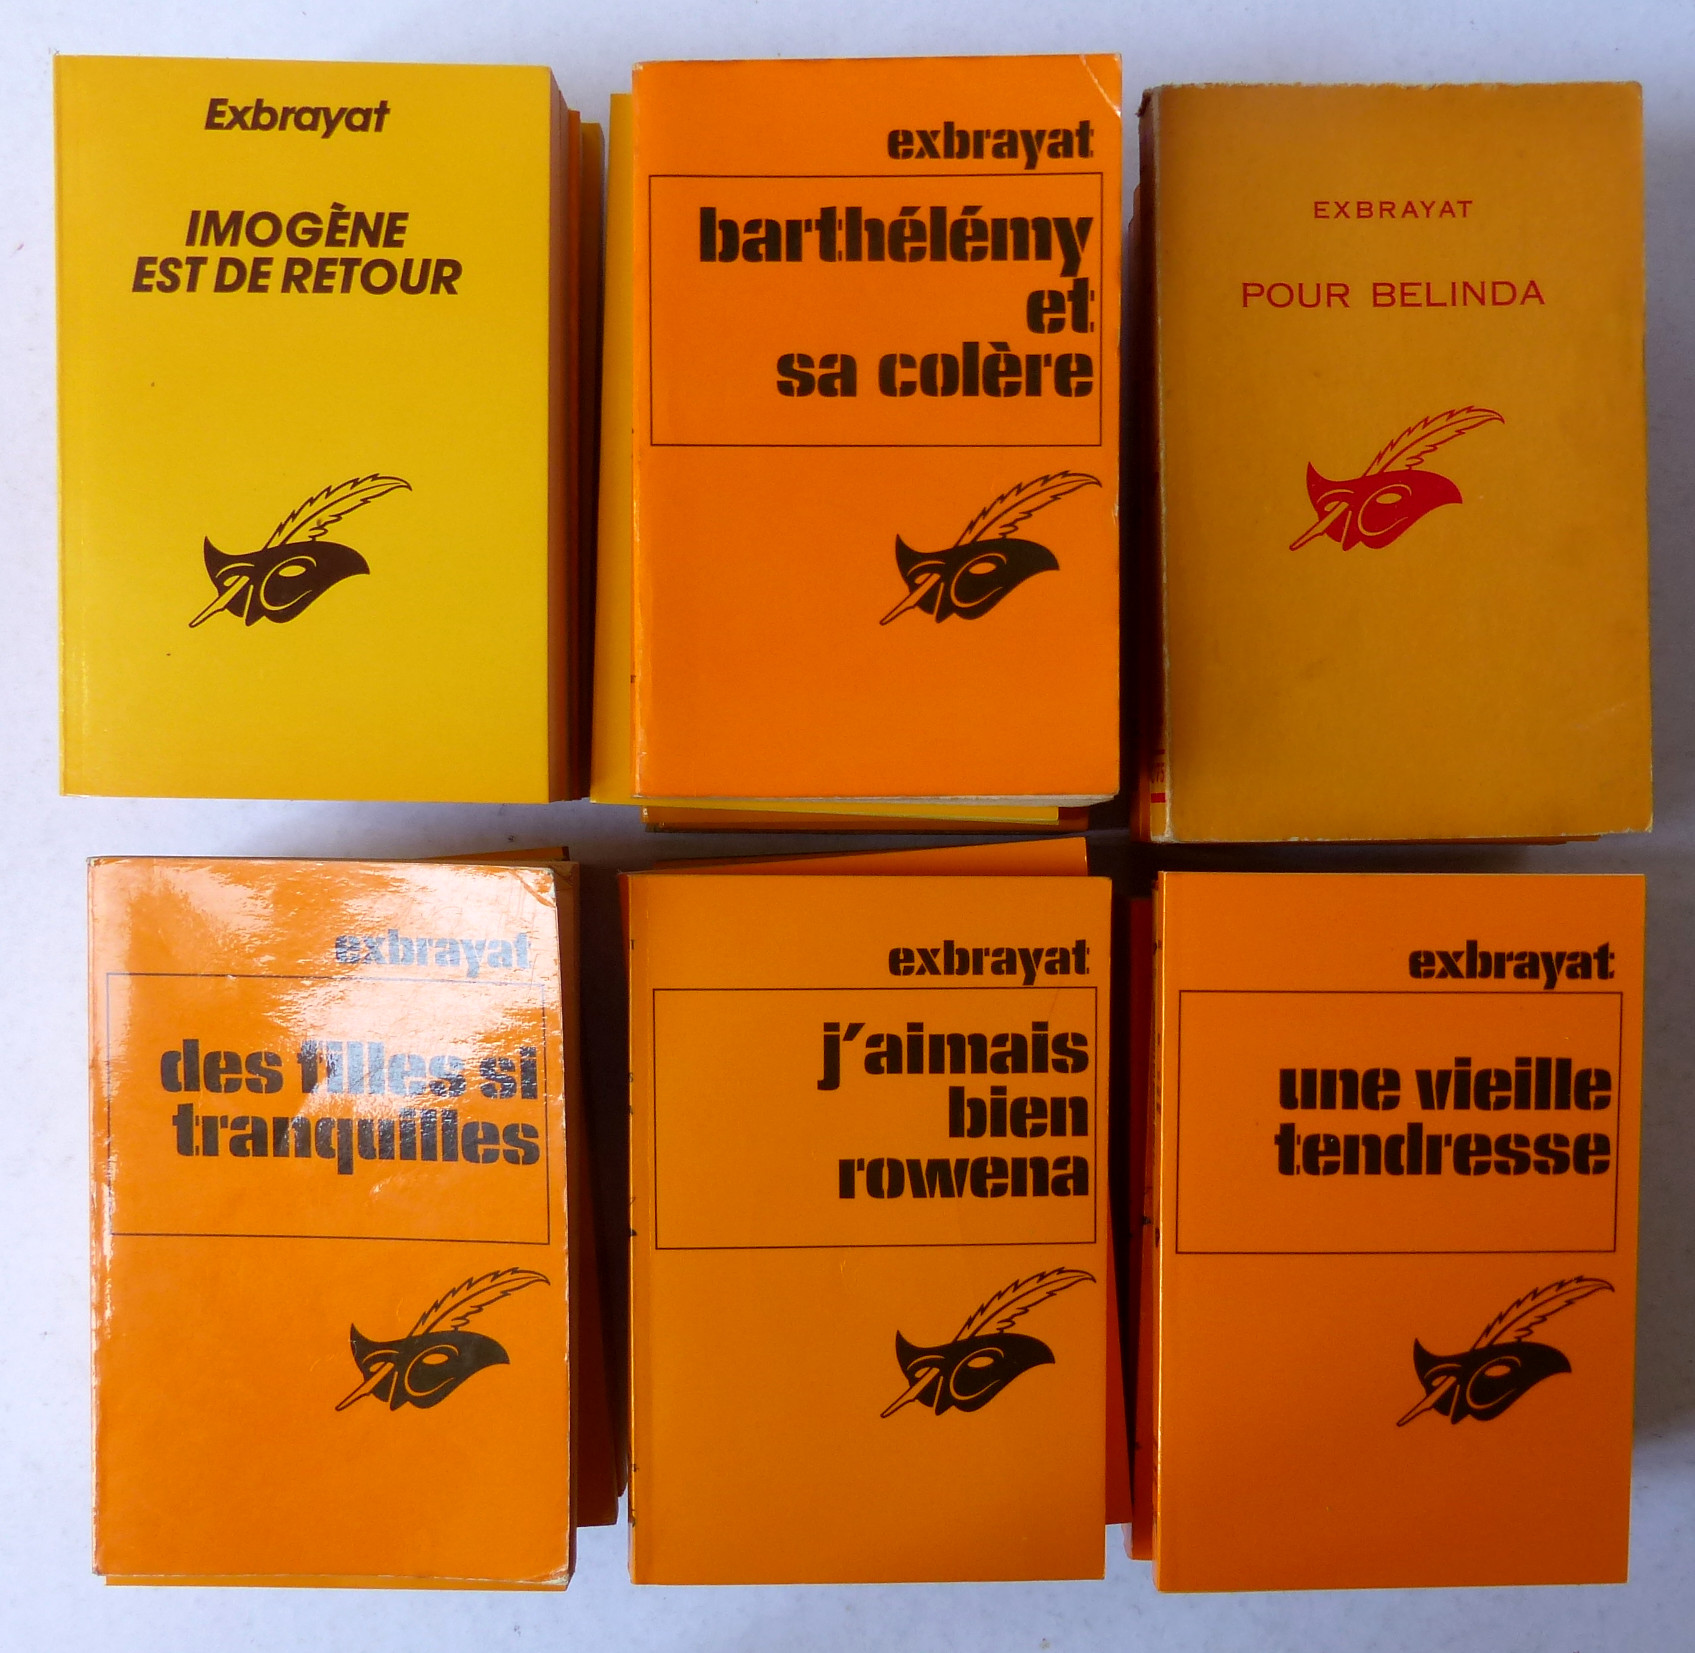 Exbrayat
IMOGÈNE
EST DE RETOUR
exbrayat
barthélémy
et
sa colère
EXBRAYAT
POUR BELINDA
exbrayat
des filles si
tranquilles
exbrayat
j'aimais
bien
rowena
exbrayat
une vieille
tendresse